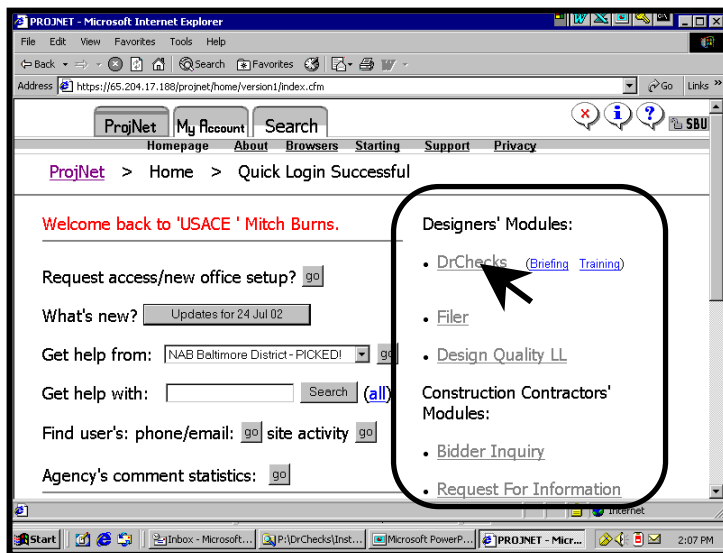 PROJNET - Microsoft Internet Explorer
File Edit View Favorites Tools Help
Back Search Favorites
Address https://65.204.17.188/projnet/home/version1/index.cfm Go Links »
ProjNet My Account Search SBU
Homepage About Browsers Starting Support Privacy
ProjNet > Home > Quick Login Successful
Welcome back to 'USACE ' Mitch Burns.
Request access/new office setup? go
What's new? Updates for 24 Jul 02
Get help from: NAB Baltimore District - PICKED! go
Get help with: Search (all)
Find user's: phone/email: go site activity go
Agency's comment statistics: go
Designers' Modules:
• DrChecks (Briefing Training)
• Filer
• Design Quality LL
Construction Contractors'
Modules:
• Bidder Inquiry
• Request For Information
Internet
Start Inbox - Microsoft... P:\DrChecks\Inst... Microsoft PowerP... PROJNET - Micr... 2:07 PM